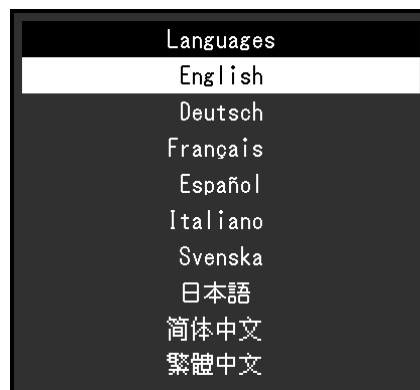 Languages
English
Deutsch
Français
Español
Italiano
Svenska
日本語
简体中文
繁體中文